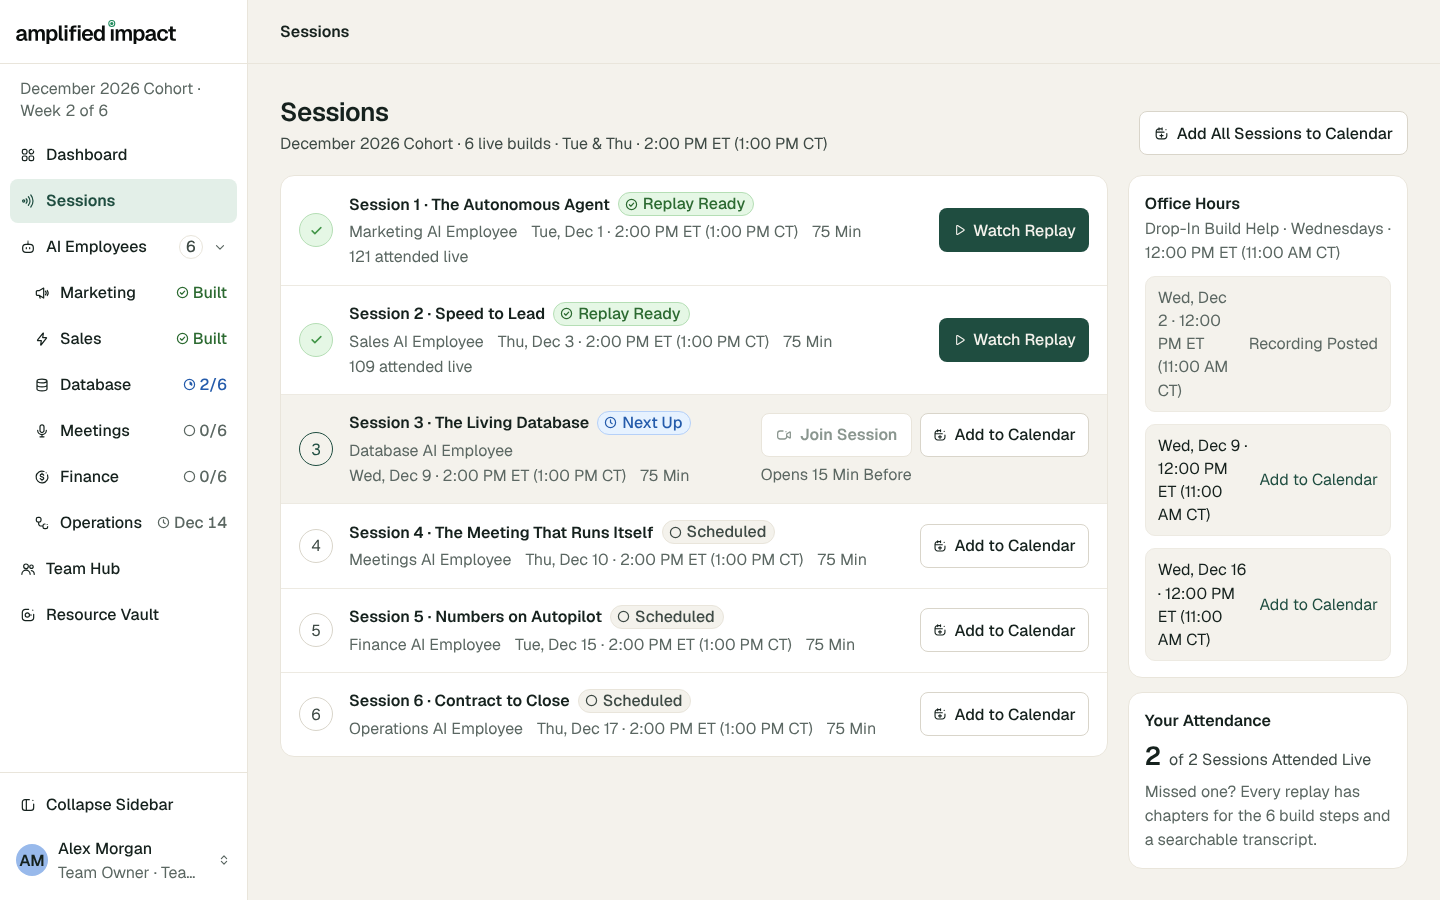 amplified impact
December 2026 Cohort ·
Week 2 of 6
Dashboard
Sessions
AI Employees 6
Marketing Built
Sales Built
Database 2/6
Meetings 0/6
Finance 0/6
Operations Dec 14
Team Hub
Resource Vault
Collapse Sidebar
AM
Alex Morgan
Team Owner · Tea...
Sessions
Sessions
December 2026 Cohort · 6 live builds · Tue & Thu · 2:00 PM ET (1:00 PM CT)
Add All Sessions to Calendar
Session 1 · The Autonomous Agent Replay Ready
Marketing AI Employee Tue, Dec 1 · 2:00 PM ET (1:00 PM CT) 75 Min
121 attended live
Watch Replay
Session 2 · Speed to Lead Replay Ready
Sales AI Employee Thu, Dec 3 · 2:00 PM ET (1:00 PM CT) 75 Min
109 attended live
Watch Replay
3
Session 3 · The Living Database Next Up
Database AI Employee
Wed, Dec 9 · 2:00 PM ET (1:00 PM CT) 75 Min
Join Session
Opens 15 Min Before
Add to Calendar
4
Session 4 · The Meeting That Runs Itself Scheduled
Meetings AI Employee Thu, Dec 10 · 2:00 PM ET (1:00 PM CT) 75 Min
Add to Calendar
5
Session 5 · Numbers on Autopilot Scheduled
Finance AI Employee Tue, Dec 15 · 2:00 PM ET (1:00 PM CT) 75 Min
Add to Calendar
6
Session 6 · Contract to Close Scheduled
Operations AI Employee Thu, Dec 17 · 2:00 PM ET (1:00 PM CT) 75 Min
Add to Calendar
Office Hours
Drop-In Build Help · Wednesdays ·
12:00 PM ET (11:00 AM CT)
Wed, Dec
2 · 12:00
PM ET
(11:00 AM
CT)
Recording Posted
Wed, Dec 9 ·
12:00 PM
ET (11:00
AM CT)
Add to Calendar
Wed, Dec 16
· 12:00 PM
ET (11:00
AM CT)
Add to Calendar
Your Attendance
2 of 2 Sessions Attended Live
Missed one? Every replay has
chapters for the 6 build steps and
a searchable transcript.